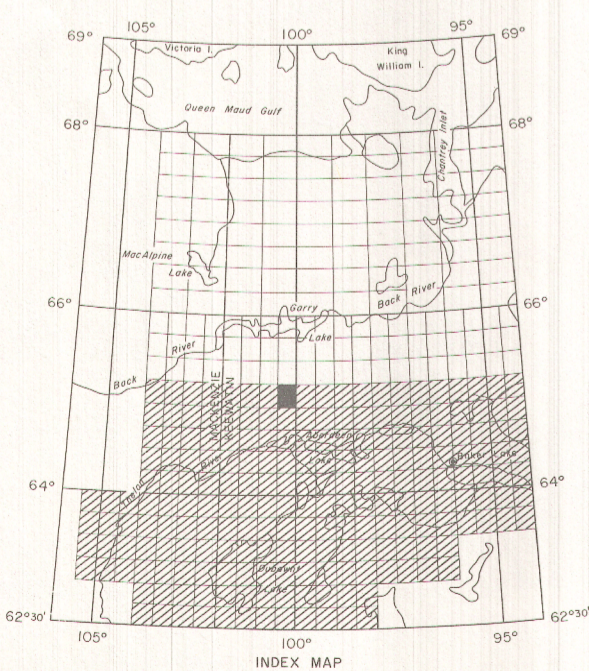 105°
100°
95°
69°
69°
Victoria I.
King
William I.
Queen Maud Gulf
68°
68°
Chantrey Inlet
MacAlpine
Lake
Back River
66°
66°
Garry
Lake
River
Back
MACKENZIE
KEEWATIN
Aberdeen
Lake
Baker Lake
River
64°
64°
Dubawnt
Lake
62°30'
62°30'
105°
100°
95°
INDEX MAP